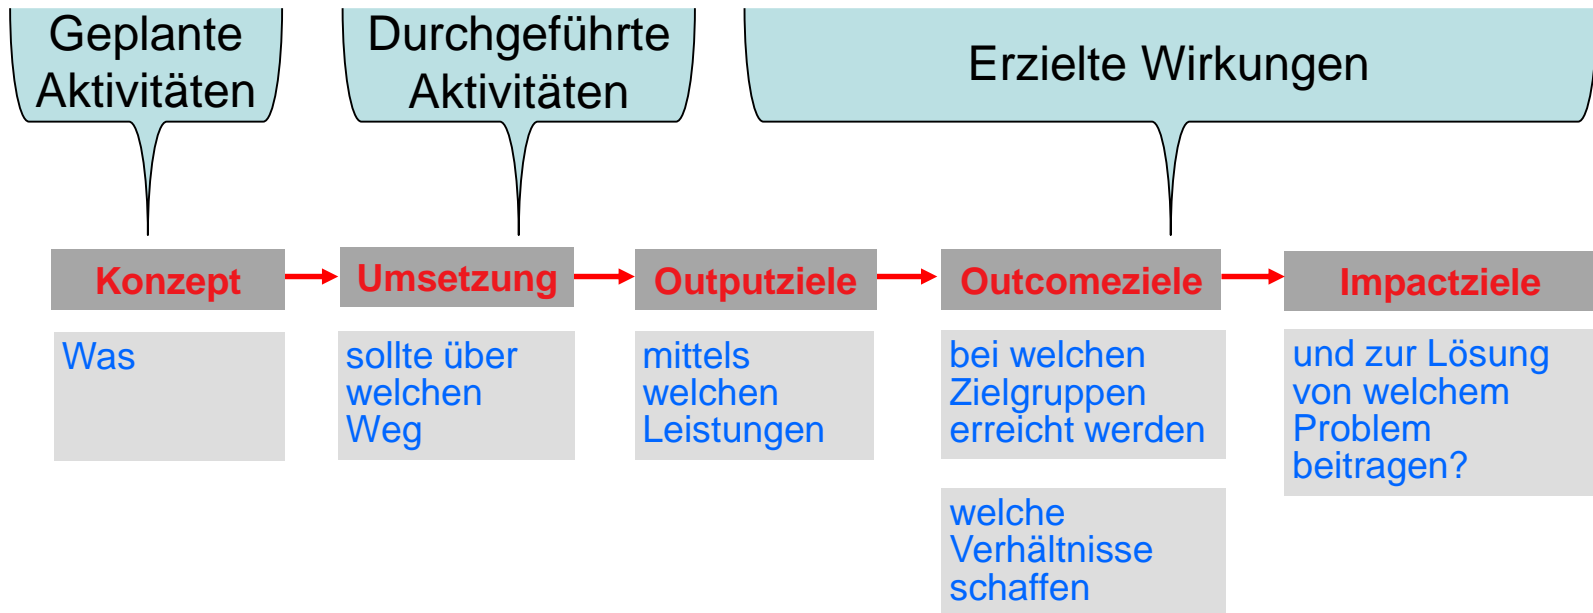 Geplante
Aktivitäten
Durchgeführte
Aktivitäten
Erzielte Wirkungen
Konzept
Umsetzung
Outputziele
Outcomeziele
Impactziele
Was
sollte über
welchen
Weg
mittels
welchen
Leistungen
bei welchen
Zielgruppen
erreicht werden
und zur Lösung
von welchem
Problem
beitragen?
welche
Verhältnisse
schaffen